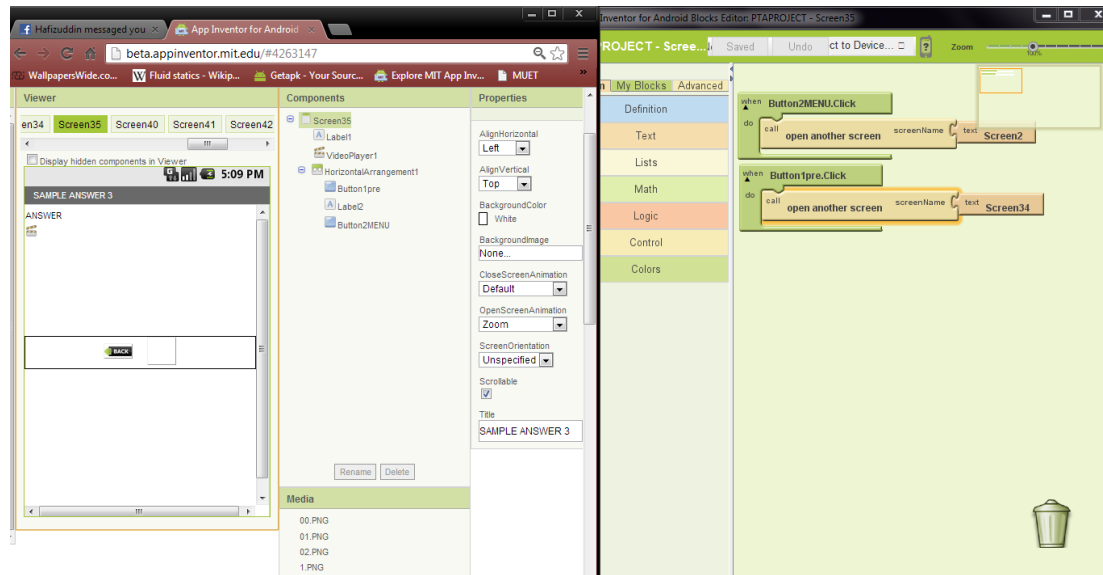 Hafizuddin messaged you ×
App Inventor for Android ×
beta.appinventor.mit.edu/#4263147
WallpapersWide.co...
Fluid statics - Wikip...
Getapk - Your Sourc...
Explore MIT App Inv...
MUET
»
Viewer
en34 Screen35 Screen40 Screen41 Screen42
Display hidden components in Viewer
5:09 PM
SAMPLE ANSWER 3
ANSWER
BACK
Components
Screen35
Label1
VideoPlayer1
HorizontalArrangement1
Button1pre
Label2
Button2MENU
Rename Delete
Media
00.PNG
01.PNG
02.PNG
1.PNG
Properties
AlignHorizontal
Left
AlignVertical
Top
BackgroundColor
White
BackgroundImage
None...
CloseScreenAnimation
Default
OpenScreenAnimation
Zoom
ScreenOrientation
Unspecified
Scrollable
Title
SAMPLE ANSWER 3
Inventor for Android Blocks Editor: PTAPROJECT - Screen35
ROJECT - Scree...
Saved
Undo
ct to Device...
?
Zoom
100%
n My Blocks Advanced
Definition
Text
Lists
Math
Logic
Control
Colors
when Button2MENU.Click
do call open another screen screenName text Screen2
when Button1pre.Click
do call open another screen screenName text Screen34